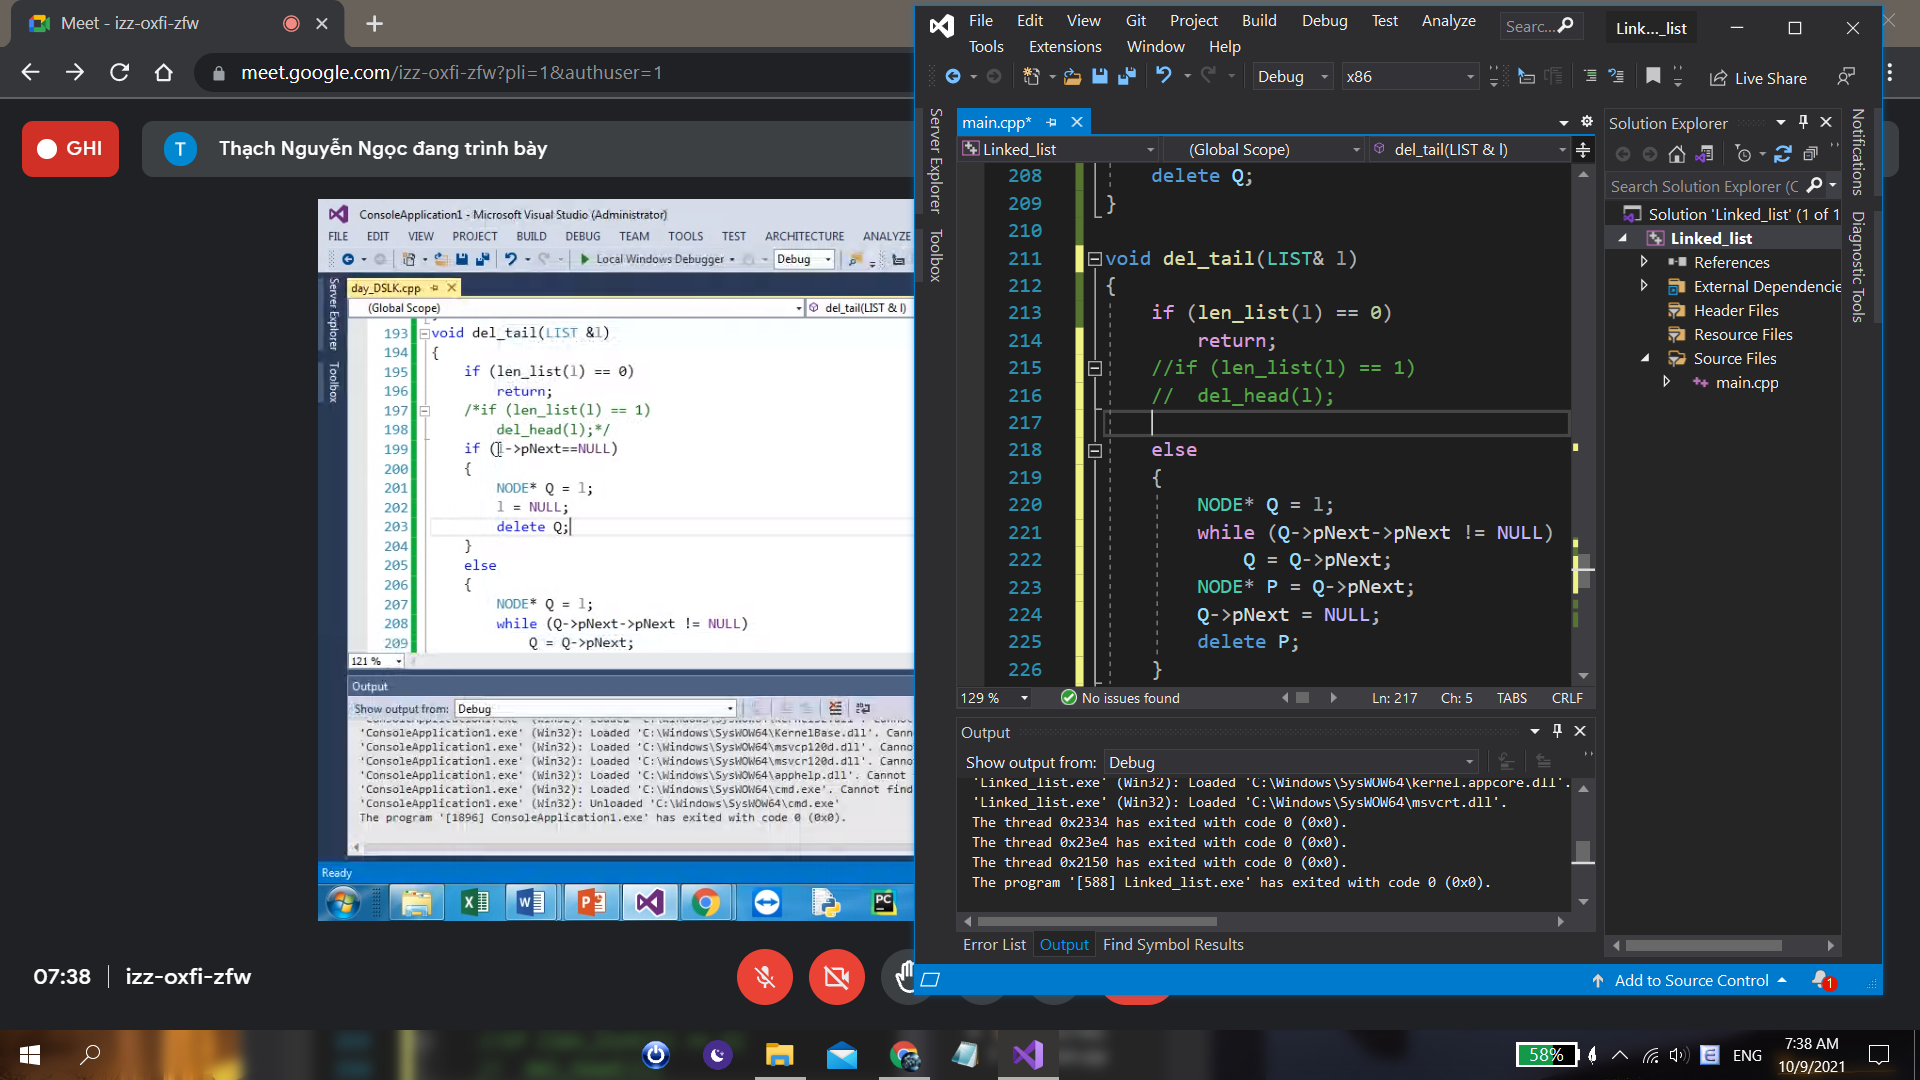 Meet - izz-oxfi-zfw
meet.google.com/izz-oxfi-zfw?pli=1&authuser=1
GHI
T
Thạch Nguyễn Ngọc đang trình bày
ConsoleApplication1 - Microsoft Visual Studio (Administrator)
FILE EDIT VIEW PROJECT BUILD DEBUG TEAM TOOLS TEST ARCHITECTURE ANALYZE
Local Windows Debugger Debug
Server Explorer
Toolbox
day_DSLK.cpp
(Global Scope) del_tail(LIST & l)
193 void del_tail(LIST &l)
194 {
195 if (len_list(l) == 0)
196 return;
197 /*if (len_list(l) == 1)
198 del_head(l);*/
199 if (l->pNext==NULL)
200 {
201 NODE* Q = l;
202 l = NULL;
203 delete Q;
204 }
205 else
206 {
207 NODE* Q = l;
208 while (Q->pNext->pNext != NULL)
209 Q = Q->pNext;
121 %
Output
Show output from: Debug
'ConsoleApplication1.exe' (Win32): Loaded 'C:\Windows\SysWOW64\KernelBase.dll'. Canno
'ConsoleApplication1.exe' (Win32): Loaded 'C:\Windows\SysWOW64\msvcp120d.dll'. Cannot
'ConsoleApplication1.exe' (Win32): Loaded 'C:\Windows\SysWOW64\msvcr120d.dll'. Cannot
'ConsoleApplication1.exe' (Win32): Loaded 'C:\Windows\SysWOW64\apphelp.dll'. Cannot
'ConsoleApplication1.exe' (Win32): Loaded 'C:\Windows\SysWOW64\cmd.exe'. Cannot find
'ConsoleApplication1.exe' (Win32): Unloaded 'C:\Windows\SysWOW64\cmd.exe'
The program '[1896] ConsoleApplication1.exe' has exited with code 0 (0x0).
Ready
07:38 izz-oxfi-zfw
File Edit View Git Project Build Debug Test Analyze
Tools Extensions Window Help
Searc...
Link..._list
Debug x86 Live Share
Server Explorer
Toolbox
main.cpp*
Linked_list (Global Scope) del_tail(LIST & l)
208 delete Q;
209 }
210
211 void del_tail(LIST& l)
212 {
213 if (len_list(l) == 0)
214 return;
215 //if (len_list(l) == 1)
216 // del_head(l);
217
218 else
219 {
220 NODE* Q = l;
221 while (Q->pNext->pNext != NULL)
222 Q = Q->pNext;
223 NODE* P = Q->pNext;
224 Q->pNext = NULL;
225 delete P;
226 }
129 % No issues found Ln: 217 Ch: 5 TABS CRLF
Output
Show output from: Debug
'Linked_list.exe' (Win32): Loaded 'C:\Windows\SysWOW64\kernel.appcore.dll'.
'Linked_list.exe' (Win32): Loaded 'C:\Windows\SysWOW64\msvcrt.dll'.
The thread 0x2334 has exited with code 0 (0x0).
The thread 0x23e4 has exited with code 0 (0x0).
The thread 0x2150 has exited with code 0 (0x0).
The program '[588] Linked_list.exe' has exited with code 0 (0x0).
Error List Output Find Symbol Results
Solution Explorer
Search Solution Explorer (C
Solution 'Linked_list' (1 of 1
Linked_list
References
External Dependencie
Header Files
Resource Files
Source Files
main.cpp
Notifications
Diagnostic Tools
Add to Source Control 1
58% ENG 7:38 AM
10/9/2021